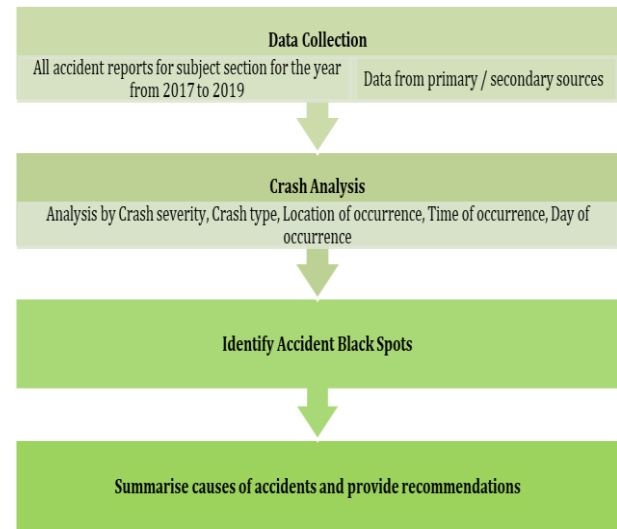 Data Collection
All accident reports for subject section for the year
from 2017 to 2019
Data from primary / secondary sources
Crash Analysis
Analysis by Crash severity, Crash type, Location of occurrence, Time of occurrence, Day of
occurrence
Identify Accident Black Spots
Summarise causes of accidents and provide recommendations